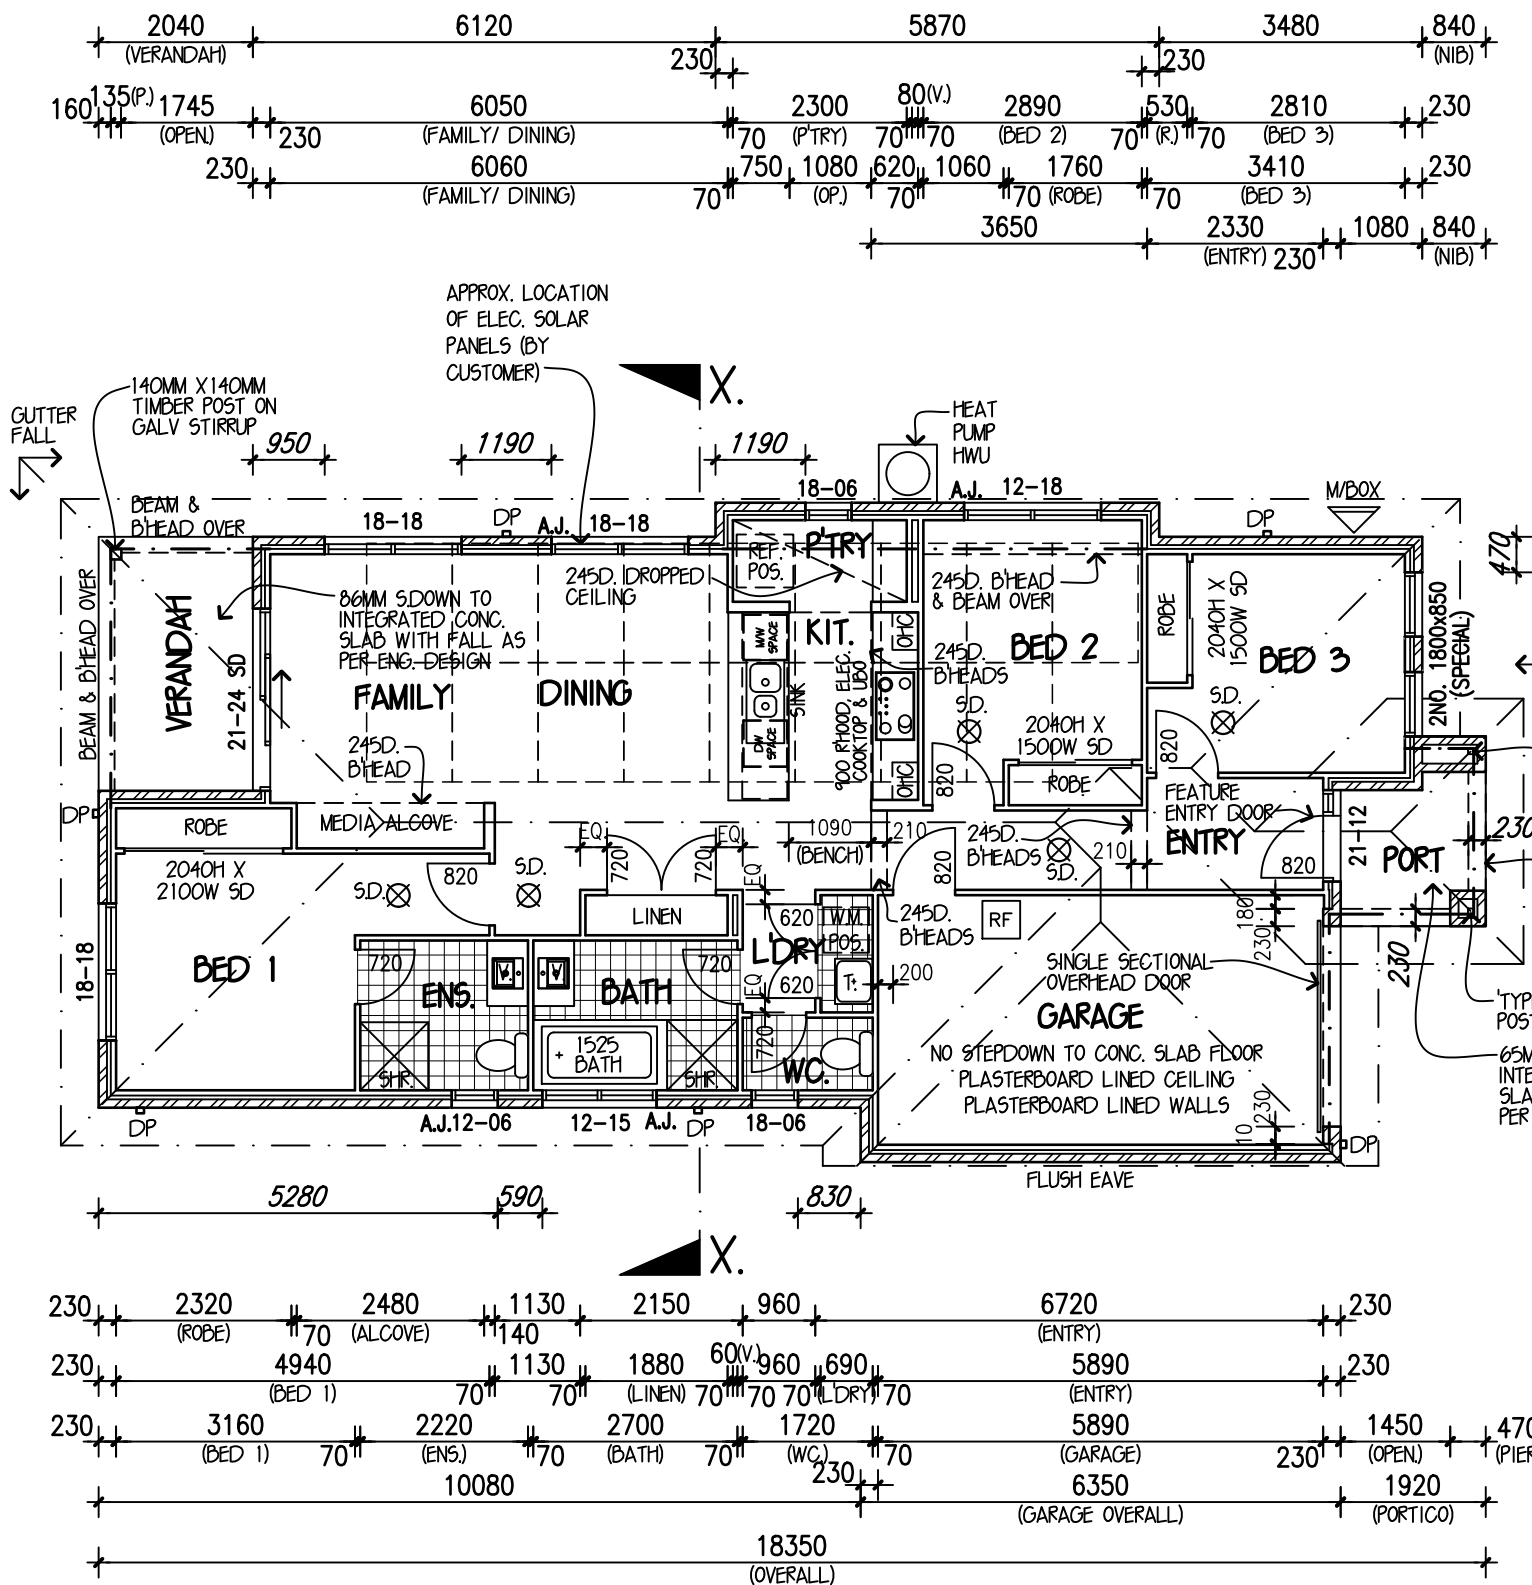 2040 6120 5870 3480 840
(VERANDAH) (NIB)
230 230
160 135(P.) 1745 6050 2300 80(V.) 2890 530 2810 230
(OPEN.) 230 (FAMILY/ DINING) 70 (P'TRY) 70 70 (BED 2) 70 (R.) 70 (BED 3)
230 6060 750 1080 620 1060 1760 3410 230
(FAMILY/ DINING) 70 (OP.) 70 70 (ROBE) 70 (BED 3)
3650 2330 1080 840
(ENTRY) 230 (NIB)
APPROX. LOCATION
OF ELEC. SOLAR
PANELS (BY
CUSTOMER)
X.
140MM X 140MM
TIMBER POST ON
GALV STIRRUP
GUTTER
FALL
950 1190 1190
HEAT
PUMP
HWU
BEAM &
B'HEAD OVER
18-18 DP A.J. 18-18 18-06 A.J. 12-18 M/BOX DP
470
BEAM & B'HEAD OVER
VERANDAH
21-24 SD
86MM S.DOWN TO
INTEGRATED CONC.
SLAB WITH FALL AS
PER ENG. DESIGN
245D. DROPPED
CEILING
REF.
POS.
P'TRY
245D. B'HEAD
& BEAM OVER
KIT.
M/W
SPACE
SINK
DW
SPACE
OHC
900 RHOOD, ELEC.
COOKTOP & UBO
OHC
245D.
B'HEADS
BED 2
S.D.
2040H X
1500W SD
ROBE
820
ROBE
2040H X
1500W SD
BED 3
S.D.
820
2NO. 1800x850
(SPECIAL)
FAMILY DINING
245D.
B'HEAD
DP
ROBE
MEDIA ALCOVE
2040H X
2100W SD
S.D.
820
S.D.
EQ. 720 720 EQ
LINEN
1090
(BENCH)
210
820
245D.
B'HEADS
S.D.
210
FEATURE
ENTRY DOOR
ENTRY
820
21-12
PORT
230
18-18
BED 1
720
ENS.
V.
V.
BATH
720
EQ
620
L'DRY
620
EQ
W.M.
POS.
T.
200
245D.
B'HEADS
RF
SINGLE SECTIONAL
OVERHEAD DOOR
180
230
230
GARAGE
NO STEPDOWN TO CONC. SLAB FLOOR
PLASTERBOARD LINED CEILING
PLASTERBOARD LINED WALLS
SHR.
1525
BATH
SHR.
720
WC.
230
10
'TYP
POST
65M
INTE
SLA
PER
DP A.J. 12-06 12-15 A.J. DP 18-06 DP
FLUSH EAVE
5280 590 830
X.
230 2320 2480 1130 2150 960 6720 230
(ROBE) 70 (ALCOVE) 140 (ENTRY)
230 4940 1130 1880 60(V.) 960 690 5890 230
(BED 1) 70 70 (LINEN) 70 70 70 (L'DRY) 70 (ENTRY)
230 3160 2220 2700 1720 5890 1450 470
(BED 1) 70 (ENS.) 70 (BATH) 70 (WC.) 70 (GARAGE) 230 (OPEN.) (PIER
10080 230 6350 1920
(GARAGE OVERALL) (PORTICO)
18350
(OVERALL)